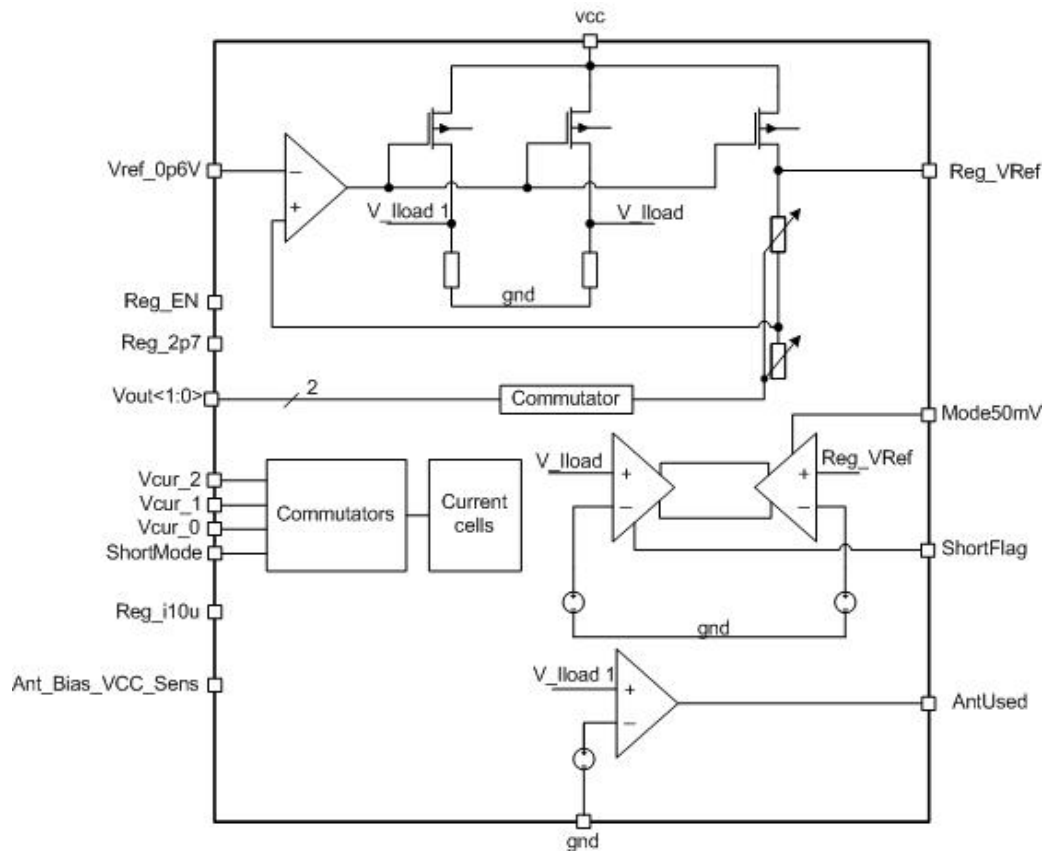 vcc
Vref_0p6V
−
+
V_Iload 1
V_Iload
Reg_VRef
gnd
Reg_EN
Reg_2p7
Vout<1:0>
2
Commutator
Mode50mV
V_Iload
+
−
Reg_VRef
+
−
Vcur_2
Vcur_1
Vcur_0
ShortMode
Commutators
Current
cells
ShortFlag
Reg_i10u
gnd
Ant_Bias_VCC_Sens
V_Iload 1
+
−
AntUsed
gnd